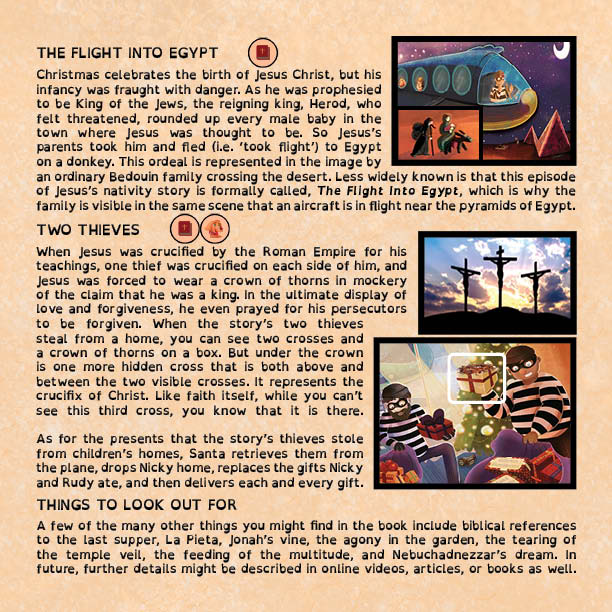 THE FLIGHT INTO EGYPT
Christmas celebrates the birth of Jesus Christ, but his
infancy was fraught with danger. As he was prophesied
to be King of the Jews, the reigning king, Herod, who
felt threatened, rounded up every male baby in the
town where Jesus was thought to be. So Jesus's
parents took him and fled (i.e. 'took flight') to Egypt
on a donkey. This ordeal is represented in the image by
an ordinary Bedouin family crossing the desert. Less widely known is that this episode
of Jesus's nativity story is formally called, The Flight Into Egypt, which is why the
family is visible in the same scene that an aircraft is in flight near the pyramids of Egypt.
TWO THIEVES
When Jesus was crucified by the Roman Empire for his
teachings, one thief was crucified on each side of him, and
Jesus was forced to wear a crown of thorns in mockery
of the claim that he was a king. In the ultimate display of
love and forgiveness, he even prayed for his persecutors
to be forgiven. When the story's two thieves
steal from a home, you can see two crosses and
a crown of thorns on a box. But under the crown
is one more hidden cross that is both above and
between the two visible crosses. It represents the
crucifix of Christ. Like faith itself, while you can't
see this third cross, you know that it is there.
As for the presents that the story's thieves stole
from children's homes, Santa retrieves them from
the plane, drops Nicky home, replaces the gifts Nicky
and Rudy ate, and then delivers each and every gift.
THINGS TO LOOK OUT FOR
A few of the many other things you might find in the book include biblical references
to the last supper, La Pieta, Jonah's vine, the agony in the garden, the tearing of
the temple veil, the feeding of the multitude, and Nebuchadnezzar's dream. In
future, further details might be described in online videos, articles, or books as well.